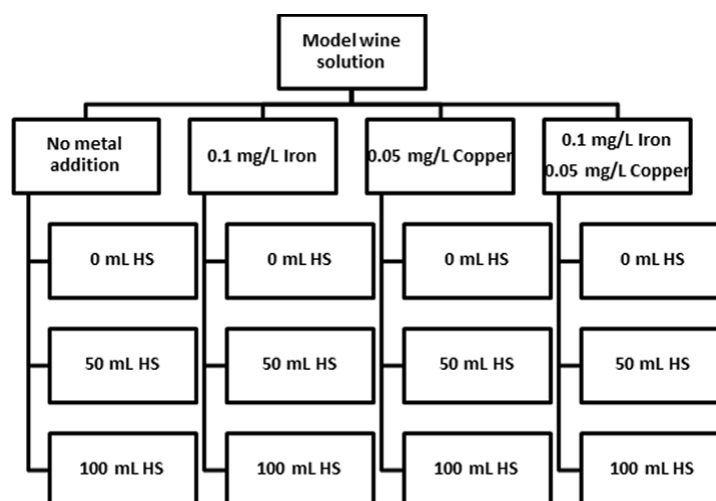 Model wine
solution
No metal
addition
0.1 mg/L Iron
0.05 mg/L Copper
0.1 mg/L Iron
0.05 mg/L Copper
0 mL HS
0 mL HS
0 mL HS
0 mL HS
50 mL HS
50 mL HS
50 mL HS
50 mL HS
100 mL HS
100 mL HS
100 mL HS
100 mL HS